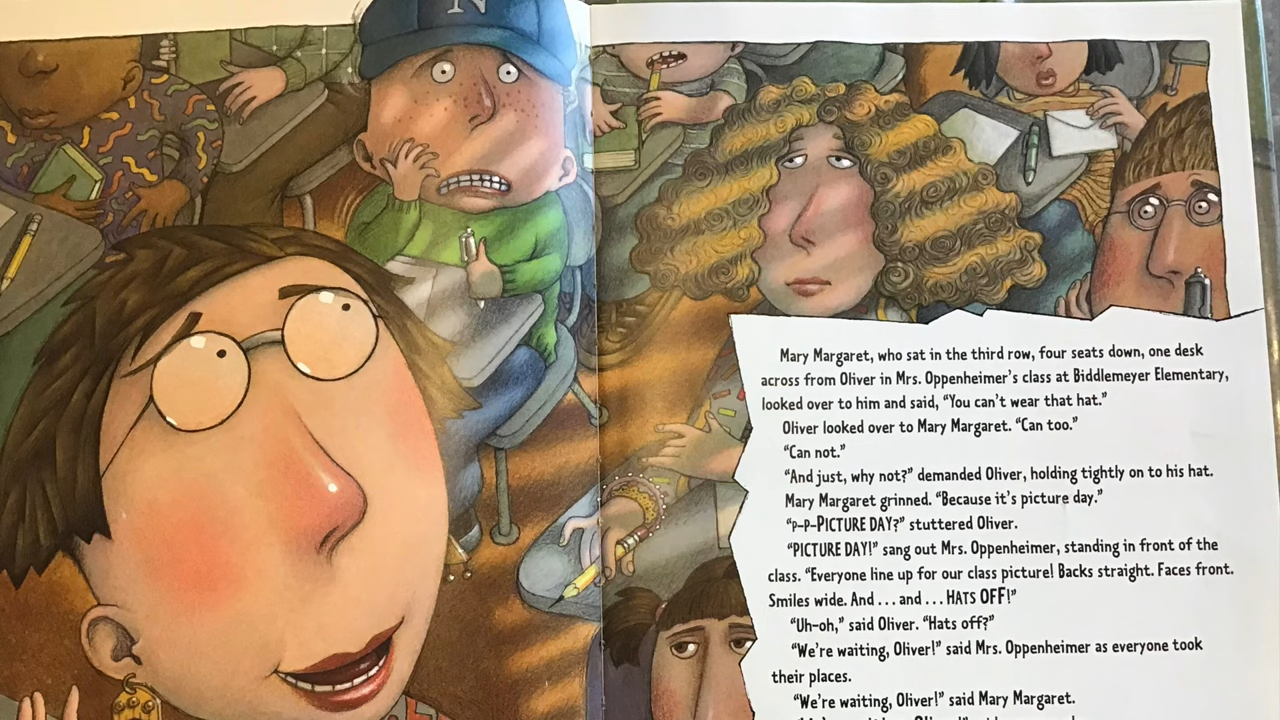 N
Mary Margaret, who sat in the third row, four seats down, one desk
across from Oliver in Mrs. Oppenheimer's class at Biddlemeyer Elementary,
looked over to him and said, "You can't wear that hat."
Oliver looked over to Mary Margaret. "Can too."
"Can not."
"And just, why not?" demanded Oliver, holding tightly on to his hat.
Mary Margaret grinned. "Because it's picture day."
"P-P-PICTURE DAY?" stuttered Oliver.
"PICTURE DAY!" sang out Mrs. Oppenheimer, standing in front of the
class. "Everyone line up for our class picture! Backs straight. Faces front.
Smiles wide. And . . . and . . . HATS OFF!"
"Uh-oh," said Oliver. "Hats off?"
"We're waiting, Oliver!" said Mrs. Oppenheimer as everyone took
their places.
"We're waiting, Oliver!" said Mary Margaret.